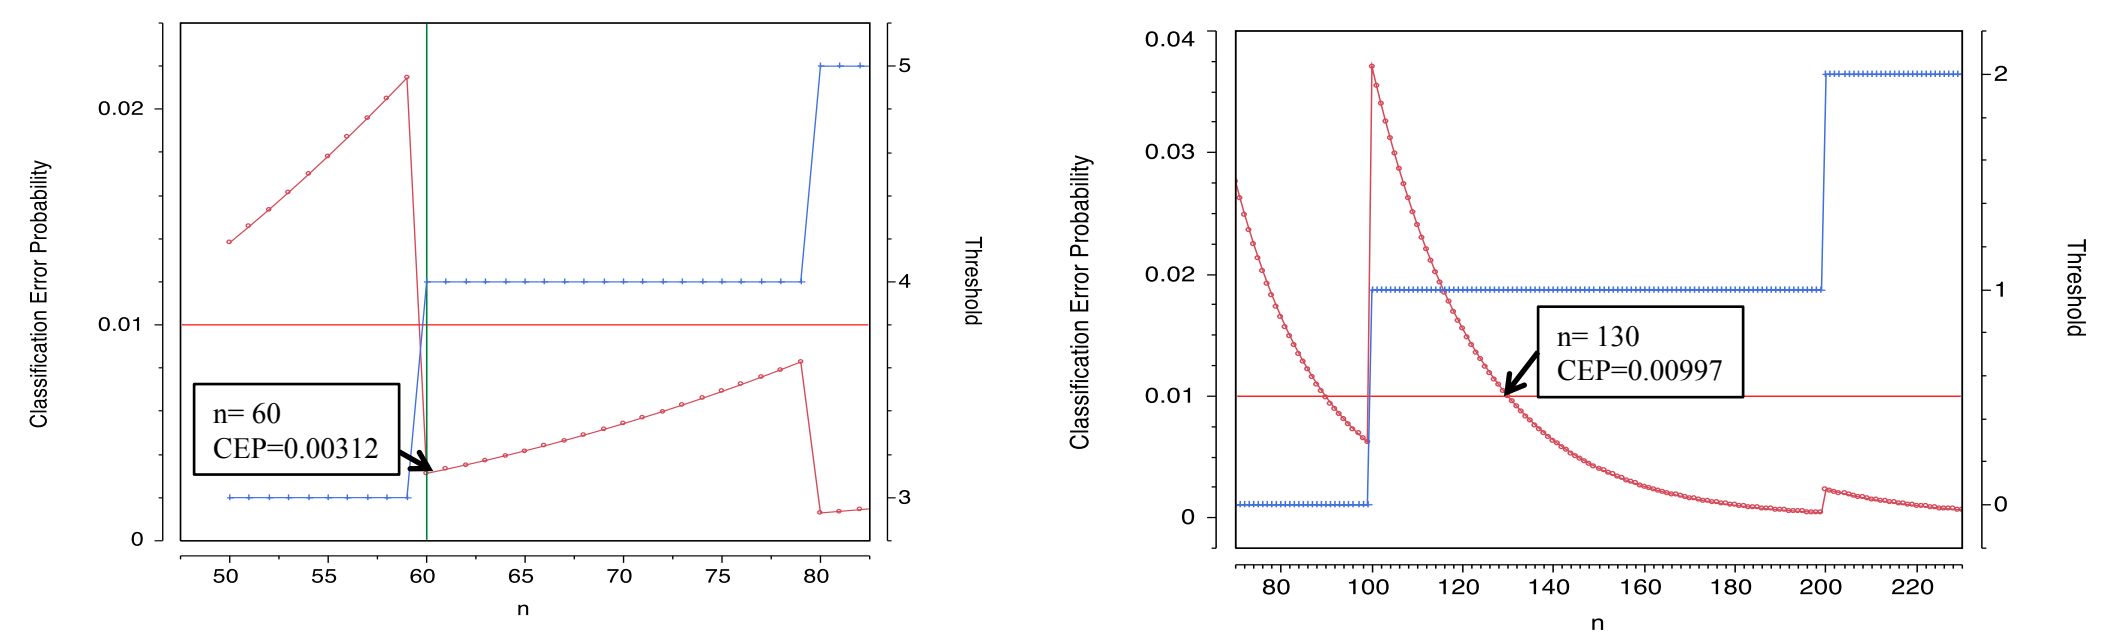 Classification Error Probability
0.02
0.01
0
n= 60
CEP=0.00312
5
4
3
Threshold
50 55 60 65 70 75 80
n
Classification Error Probability
0.04
0.03
0.02
0.01
0
n= 130
CEP=0.00997
2
1
0
Threshold
80 100 120 140 160 180 200 220
n